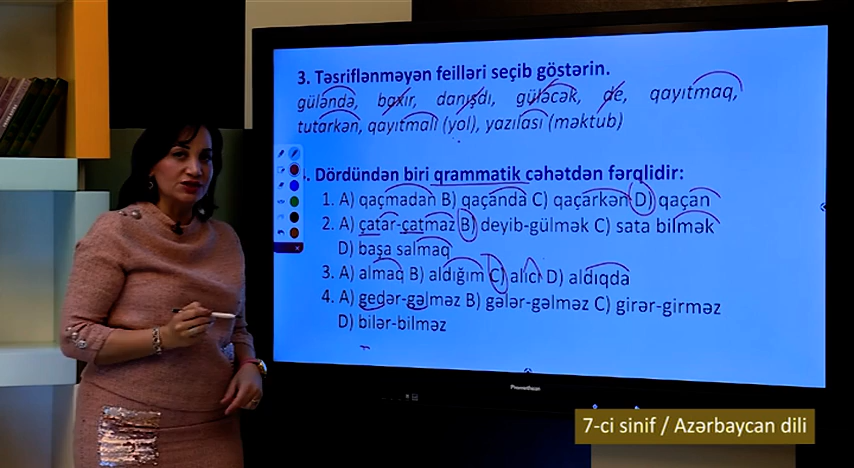 3. Təsriflənməyən feilləri seçib göstərin.
güləndə, baxır, danışdı, güləcək, de, qayıtmaq,
tutarkən, qayıtmalı (yol), yazılası (məktub)
4. Dördündən biri qrammatik cəhətdən fərqlidir:
1. A) qaçmadan B) qaçanda C) qaçarkən D) qaçan
2. A) çatar-çatmaz B) deyib-gülmək C) sata bilmək
D) başa salmaq
3. A) almaq B) aldığım C) alıcı D) aldıqda
4. A) gedər-gəlməz B) gələr-gəlməz C) girər-girməz
D) bilər-bilməz
Promethean
7-ci sinif / Azərbaycan dili